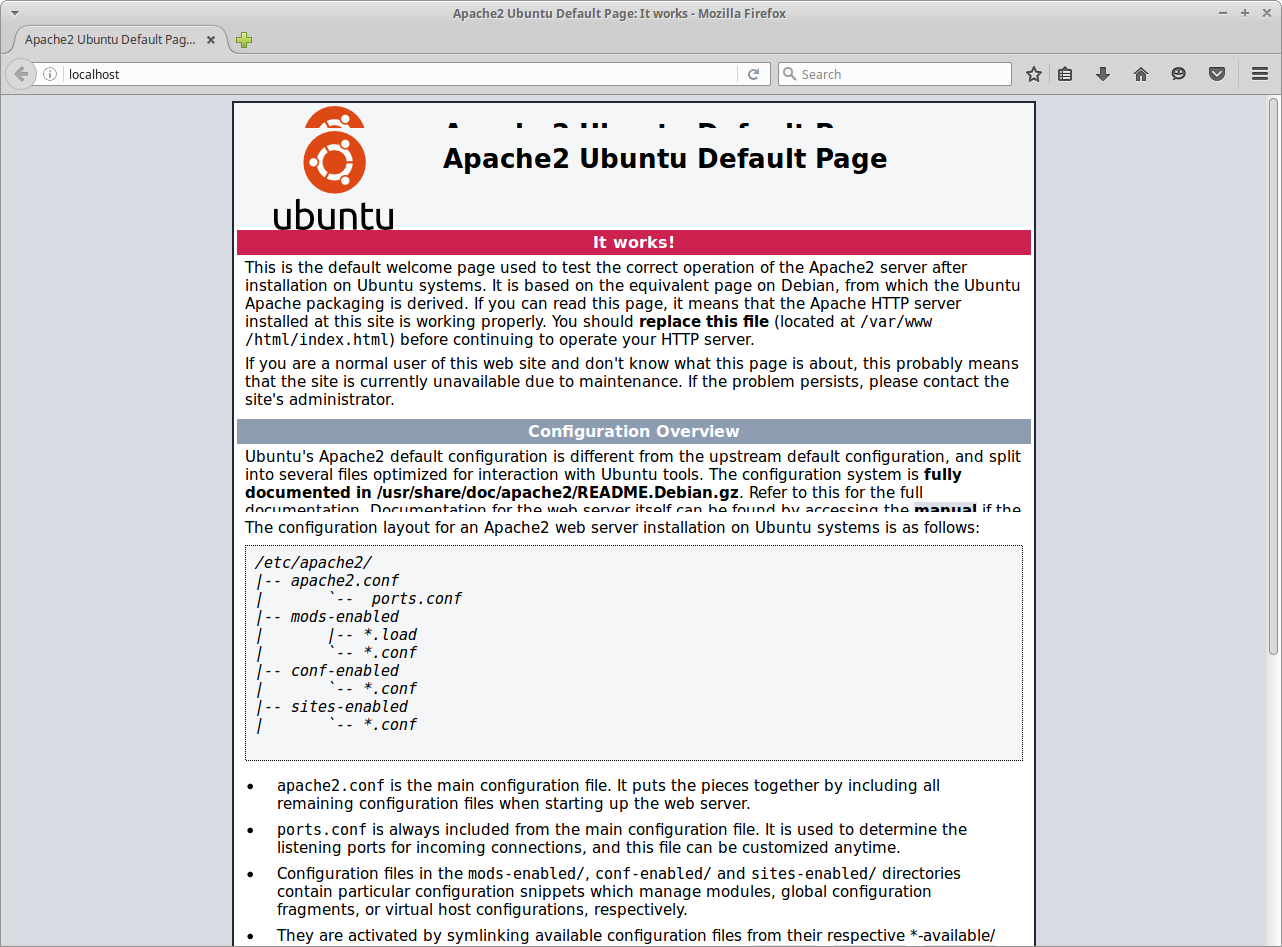 Apache2 Ubuntu Default Page: It works - Mozilla Firefox
Apache2 Ubuntu Default Pag...
localhost
Search
Apache2 Ubuntu Default Page
ubuntu
It works!
This is the default welcome page used to test the correct operation of the Apache2 server after
installation on Ubuntu systems. It is based on the equivalent page on Debian, from which the Ubuntu
Apache packaging is derived. If you can read this page, it means that the Apache HTTP server
installed at this site is working properly. You should replace this file (located at /var/www
/html/index.html) before continuing to operate your HTTP server.
If you are a normal user of this web site and don't know what this page is about, this probably means
that the site is currently unavailable due to maintenance. If the problem persists, please contact the
site's administrator.
Configuration Overview
Ubuntu's Apache2 default configuration is different from the upstream default configuration, and split
into several files optimized for interaction with Ubuntu tools. The configuration system is fully
documented in /usr/share/doc/apache2/README.Debian.gz. Refer to this for the full
documentation. Documentation for the web server itself can be found by accessing the manual if the
The configuration layout for an Apache2 web server installation on Ubuntu systems is as follows:
/etc/apache2/
|-- apache2.conf
|       `--  ports.conf
|-- mods-enabled
|       |-- *.load
|       `-- *.conf
|-- conf-enabled
|       `-- *.conf
|-- sites-enabled
|       `-- *.conf
• apache2.conf is the main configuration file. It puts the pieces together by including all
remaining configuration files when starting up the web server.
• ports.conf is always included from the main configuration file. It is used to determine the
listening ports for incoming connections, and this file can be customized anytime.
• Configuration files in the mods-enabled/, conf-enabled/ and sites-enabled/ directories
contain particular configuration snippets which manage modules, global configuration
fragments, or virtual host configurations, respectively.
• They are activated by symlinking available configuration files from their respective *-available/